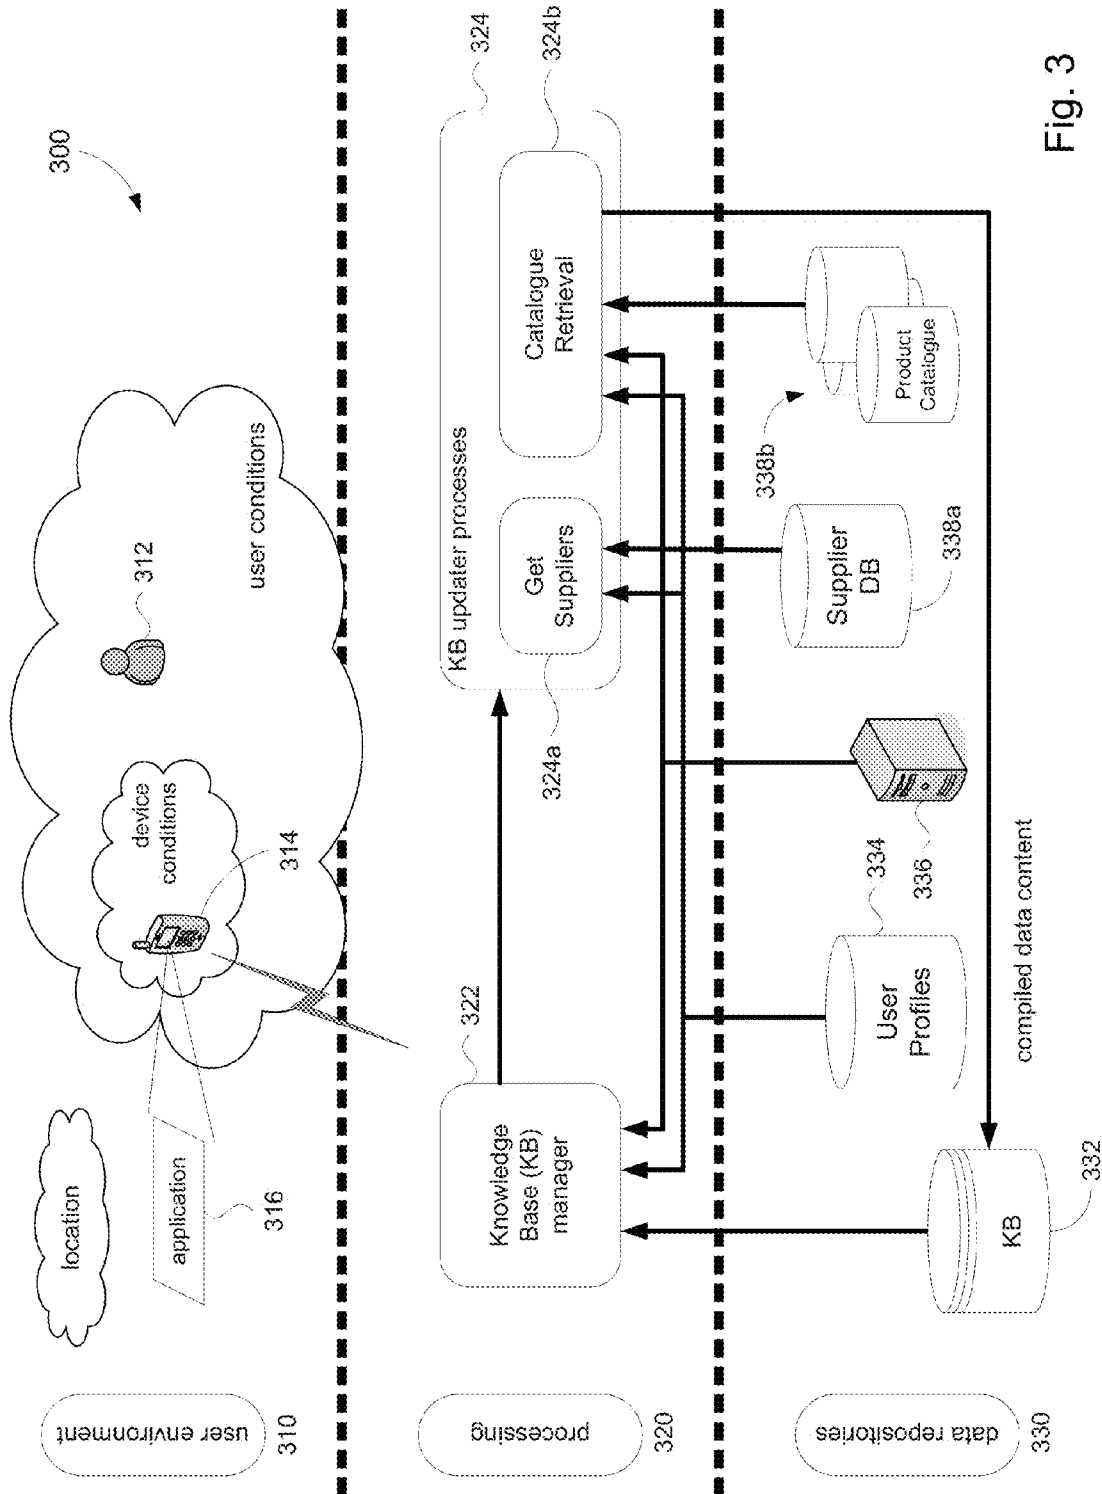 300
user environment
310
location
application
316
device
conditions
314
312
user conditions
processing
320
Knowledge
Base (KB)
manager
322
KB updater processes
324
Get
Suppliers
324a
Catalogue
Retrieval
324b
data repositories
330
KB
332
User
Profiles
334
336
Supplier
DB
338a
338b
Product
Catalogue
compiled data content
Fig. 3